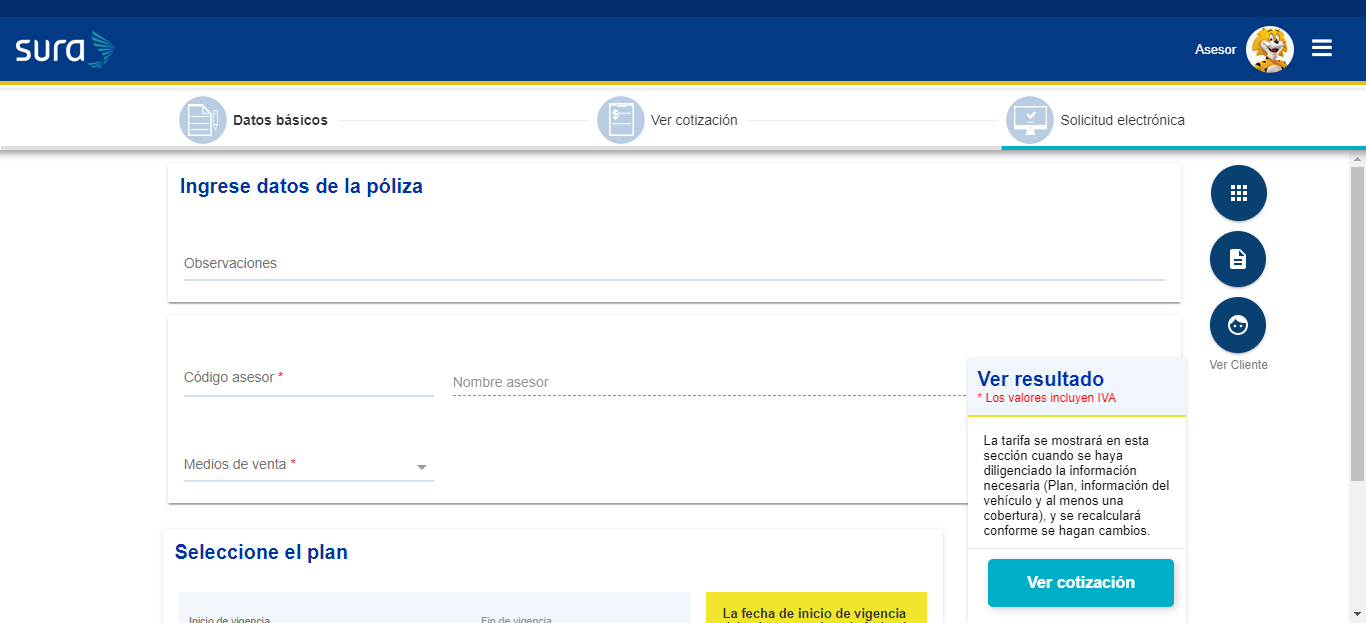 sura
Asesor
Datos básicos
Ver cotización
Solicitud electrónica
Ingrese datos de la póliza
Observaciones
Código asesor *
Nombre asesor
Medios de venta *
Ver Cliente
Ver resultado
* Los valores incluyen IVA
La tarifa se mostrará en esta
sección cuando se haya
diligenciado la información
necesaria (Plan, información del
vehículo y al menos una
cobertura), y se recalculará
conforme se hagan cambios.
Ver cotización
Seleccione el plan
Inicio de vigencia
Fin de vigencia
La fecha de inicio de vigencia